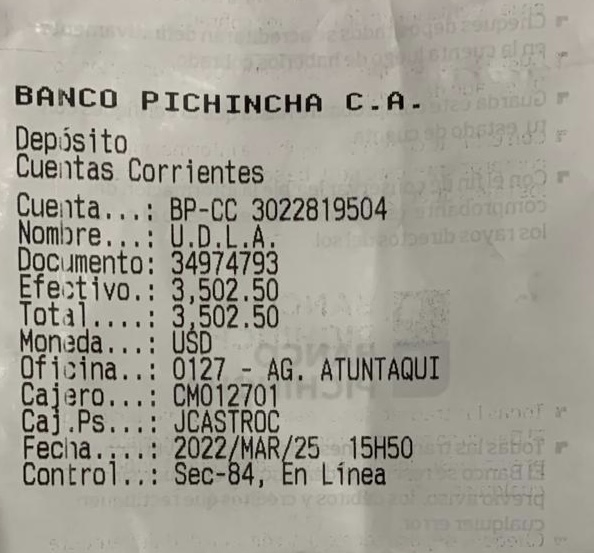 BANCO PICHINCHA C.A.
Depósito
Cuentas Corrientes
Cuenta...: BP-CC 3022819504
Nombre...: U.D.L.A.
Documento: 34974793
Efectivo.: 3,502.50
Total....: 3,502.50
Moneda...: USD
Oficina..: 0127 - AG. ATUNTAQUI
Cajero...: CM012701
Caj.Ps...: JCASTROC
Fecha....: 2022/MAR/25 15H50
Control..: Sec-84, En Línea